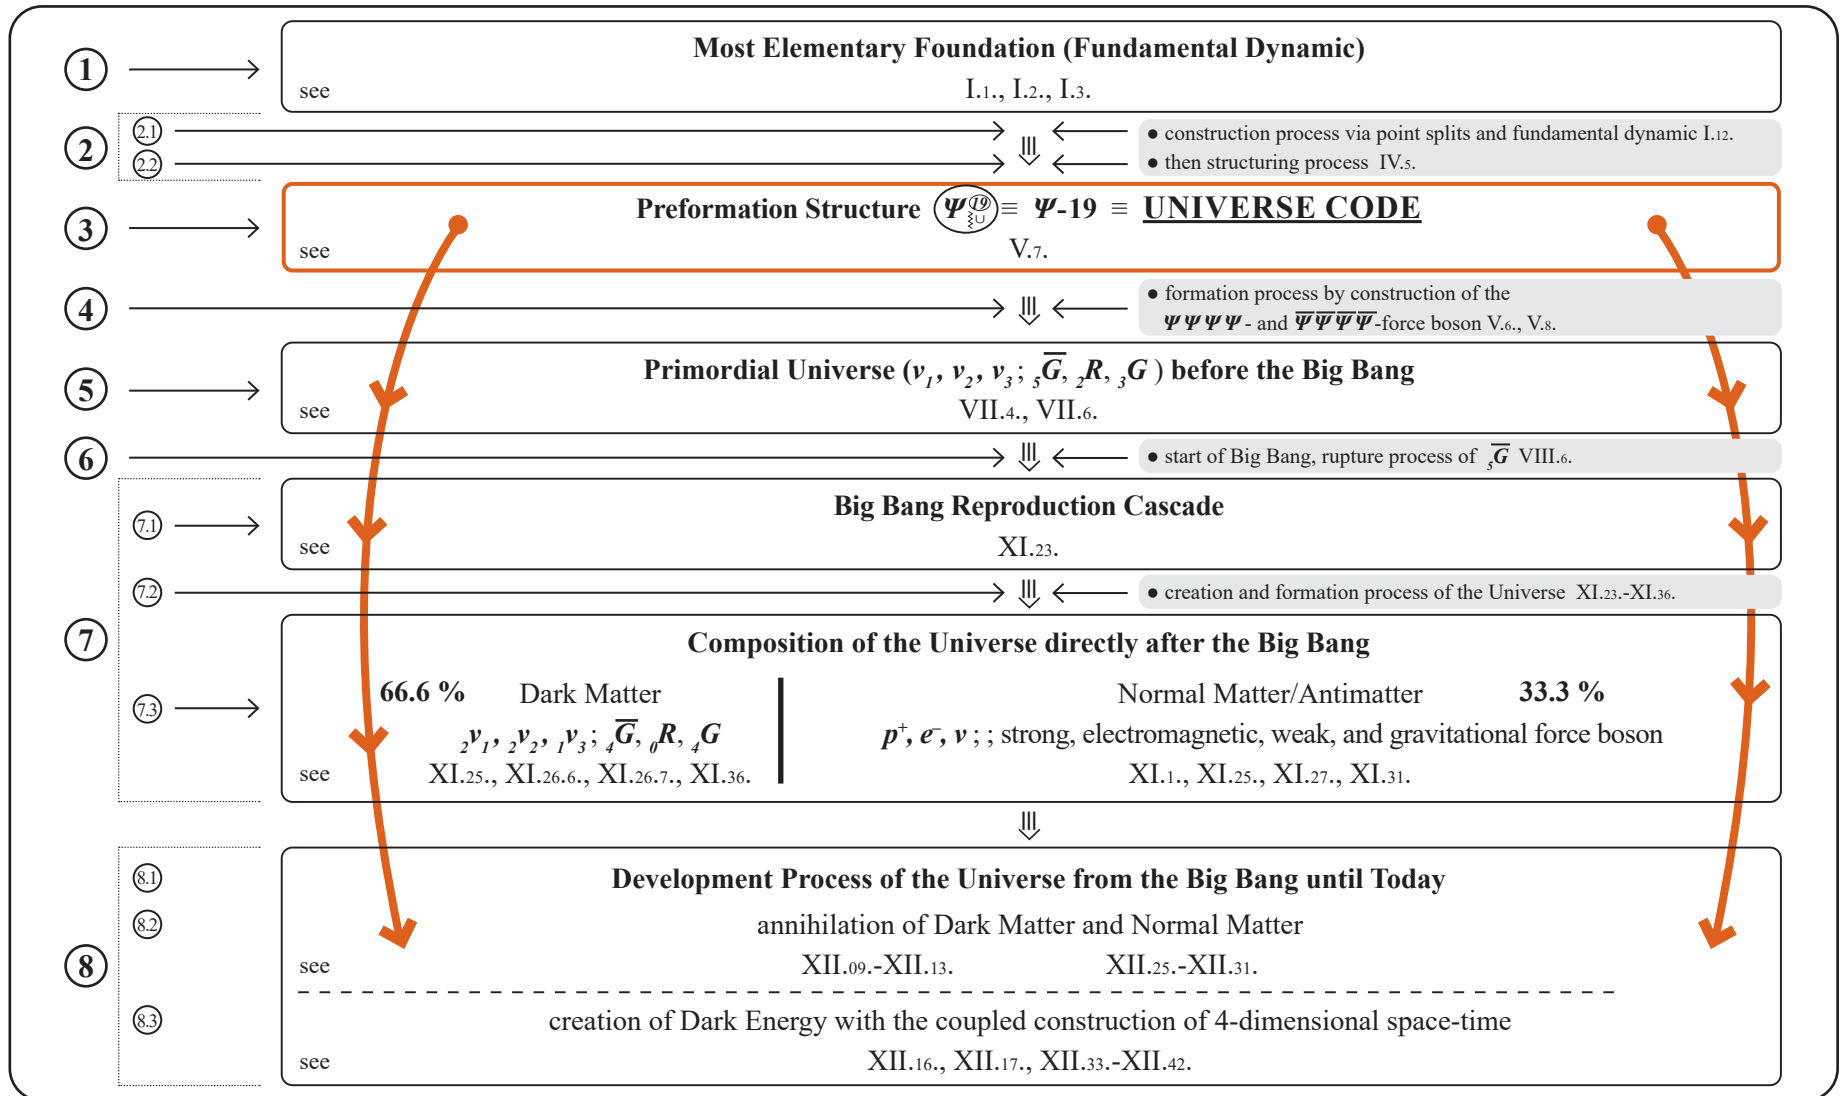 ① Most Elementary Foundation (Fundamental Dynamic)
see I.1., I.2., I.3.
② 2.1 • construction process via point splits and fundamental dynamic I.12.
2.2 • then structuring process IV.5.
③ Preformation Structure Ψ⑲ ≡ Ψ-19 ≡ UNIVERSE CODE
see V.7.
④ • formation process by construction of the
ΨΨΨΨ- and Ψ̅Ψ̅Ψ̅Ψ̅-force boson V.6., V.8.
⑤ Primordial Universe (ν₁, ν₂, ν₃; ₅G̅, ₂R, ₃G ) before the Big Bang
see VII.4., VII.6.
⑥ • start of Big Bang, rupture process of ₅G̅ VIII.6.
7.1 Big Bang Reproduction Cascade
see XI.23.
7.2 • creation and formation process of the Universe XI.23.-XI.36.
⑦ Composition of the Universe directly after the Big Bang
7.3 66.6 % Dark Matter Normal Matter/Antimatter 33.3 %
₂ν₁, ₂ν₂, ₁ν₃; ₄G̅, ₀R, ₄G p⁺, e⁻, ν ; ; strong, electromagnetic, weak, and gravitational force boson
see XI.25., XI.26.6., XI.26.7., XI.36. XI.1., XI.25., XI.27., XI.31.
8.1 Development Process of the Universe from the Big Bang until Today
8.2 annihilation of Dark Matter and Normal Matter
⑧ see XII.09.-XII.13. XII.25.-XII.31.
8.3 creation of Dark Energy with the coupled construction of 4-dimensional space-time
see XII.16., XII.17., XII.33.-XII.42.